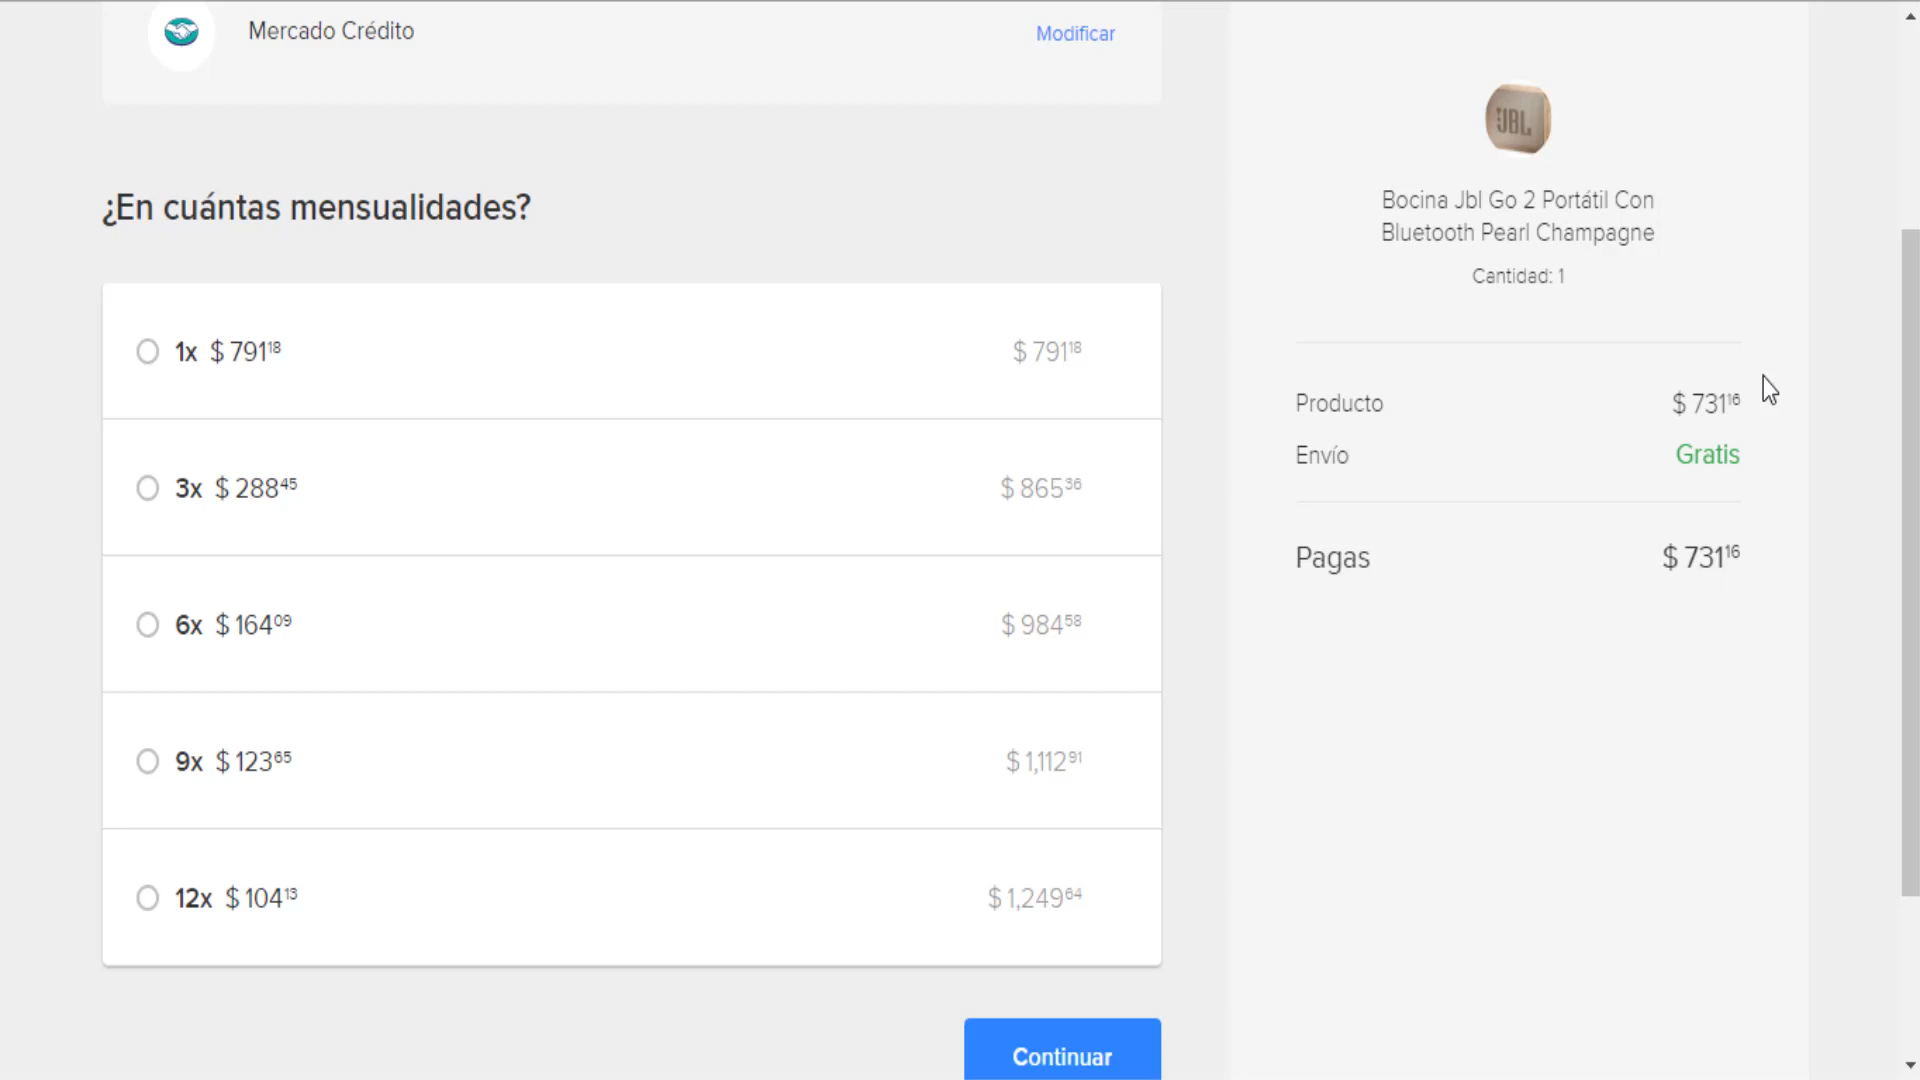 Mercado Crédito
Modificar
¿En cuántas mensualidades?
1x $ 791¹⁸ $ 791¹⁸
3x $ 288⁴⁵ $ 865³⁶
6x $ 164⁰⁹ $ 984⁵⁸
9x $ 123⁶⁵ $ 1,112⁹¹
12x $ 104¹³ $ 1,249⁶⁴
Continuar
JBL
Bocina Jbl Go 2 Portátil Con
Bluetooth Pearl Champagne
Cantidad: 1
Producto $ 731¹⁶
Envío Gratis
Pagas $ 731¹⁶